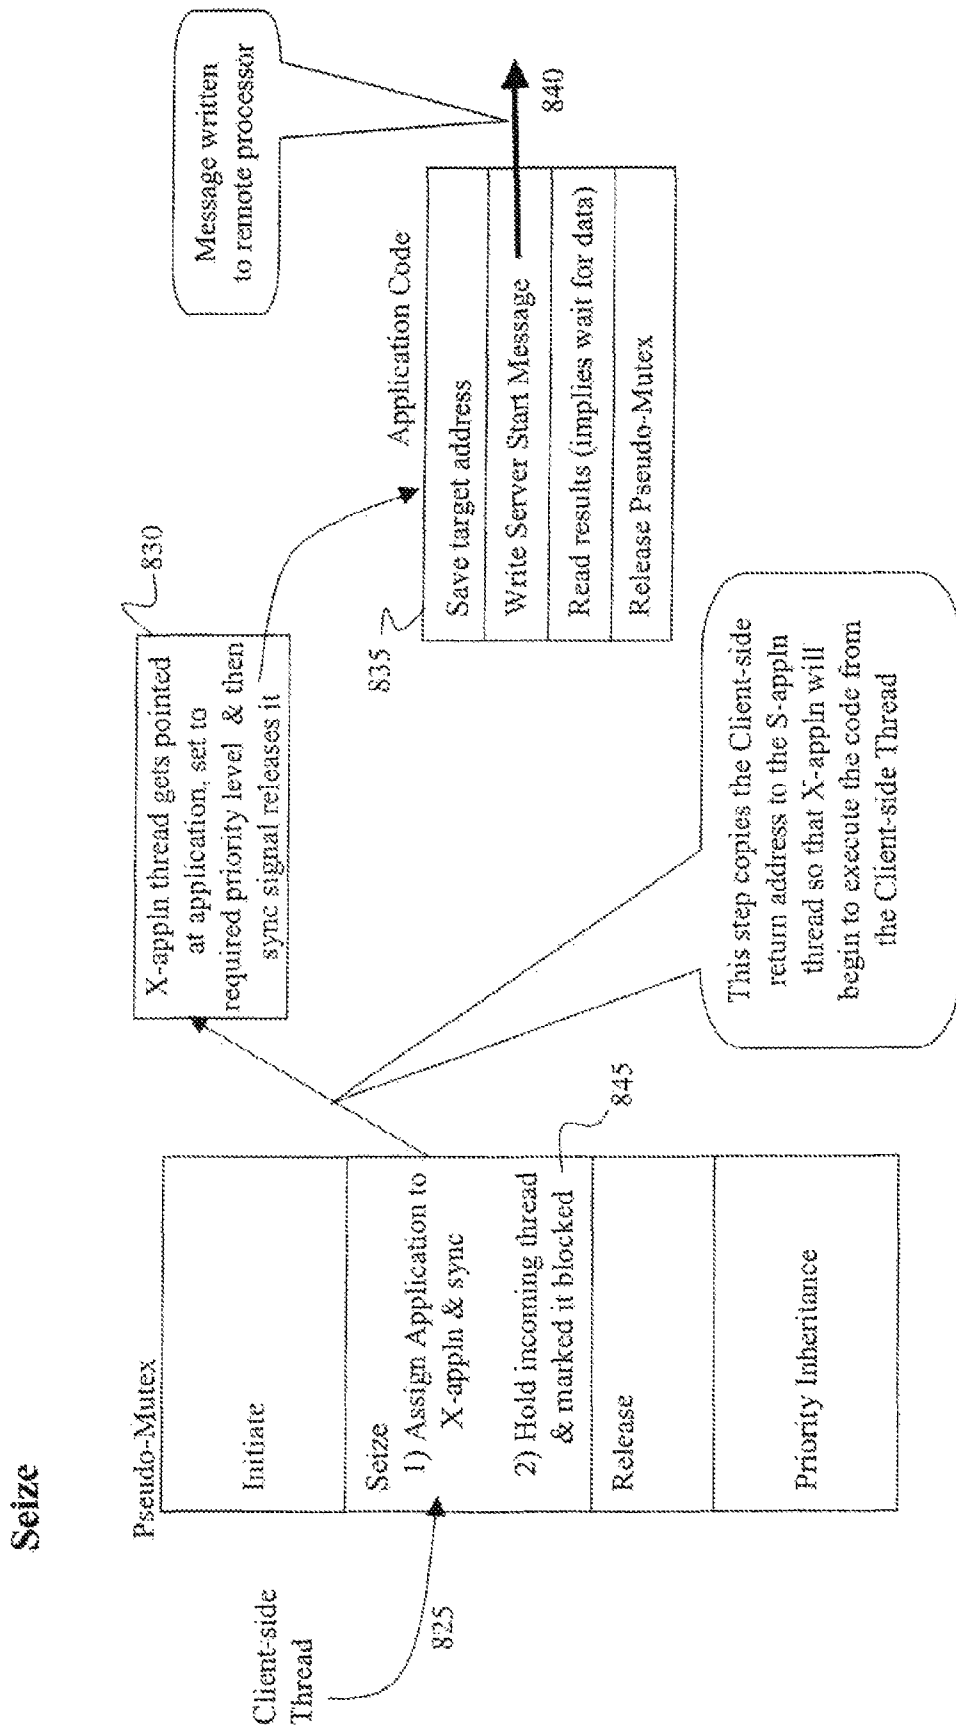 Seize
Pseudo-Mutex
Initiate
Seize
1) Assign Application to
X-appln & sync
2) Hold incoming thread
& marked it blocked
Release
Priority Inheritance
Client-side
Thread
825
845
X-appln thread gets pointed
at application, set to
required priority level & then
sync signal releases it
830
This step copies the Client-side
return address to the S-appln
thread so that X-appln will
begin to execute the code from
the Client-side Thread
Application Code
835
Save target address
Write Server Start Message
Read results (implies wait for data)
Release Pseudo-Mutex
840
Message written
to remote processor